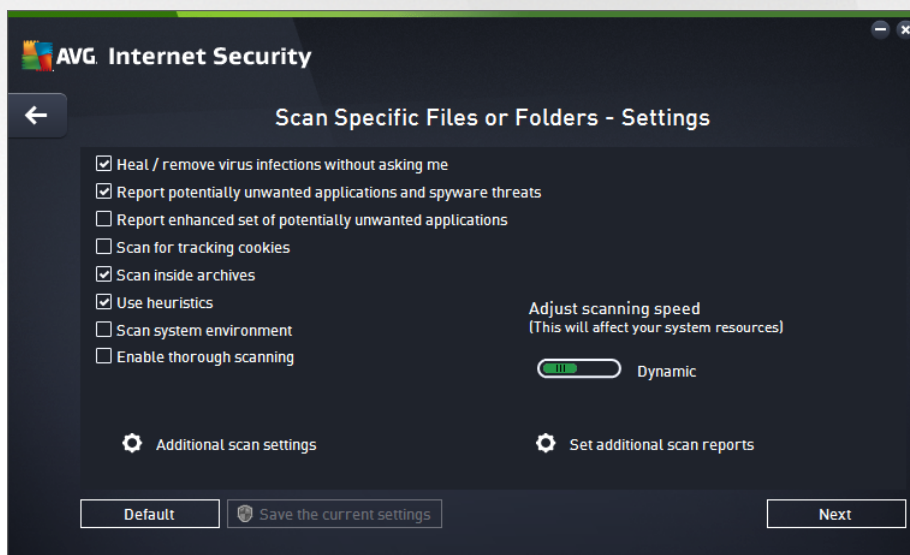 AVG. Internet Security
Scan Specific Files or Folders - Settings
Heal / remove virus infections without asking me
Report potentially unwanted applications and spyware threats
Report enhanced set of potentially unwanted applications
Scan for tracking cookies
Scan inside archives
Use heuristics
Scan system environment
Enable thorough scanning
Adjust scanning speed
(This will affect your system resources)
Dynamic
Additional scan settings
Set additional scan reports
Default
Save the current settings
Next